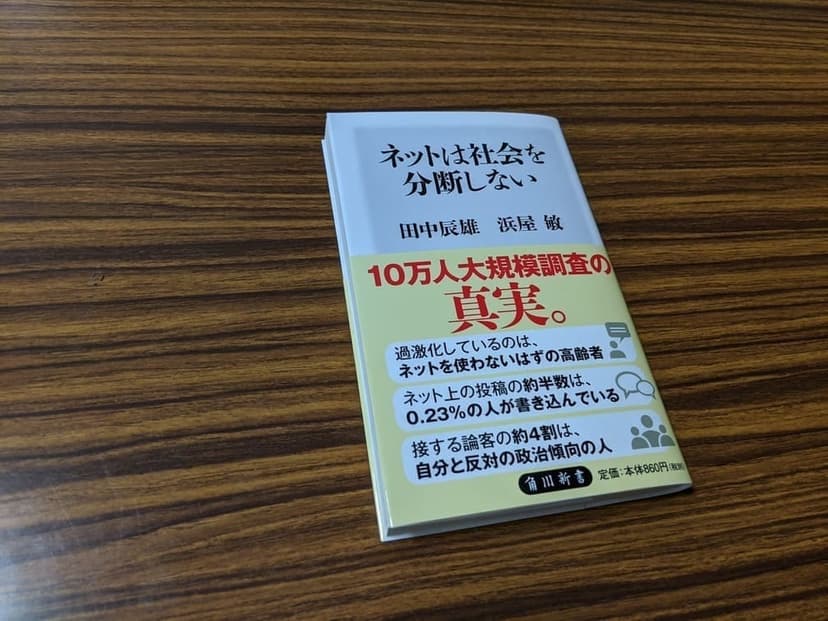 ネットは社会を
分断しない
田中辰雄 浜屋 敏
10万人大規模調査の
真実。
過激化しているのは、
ネットを使わないはずの高齢者
ネット上の投稿の約半数は、
0.23%の人が書き込んでいる
接する論客の約4割は、
自分と反対の政治傾向の人
角川新書
定価:本体860円(税別)